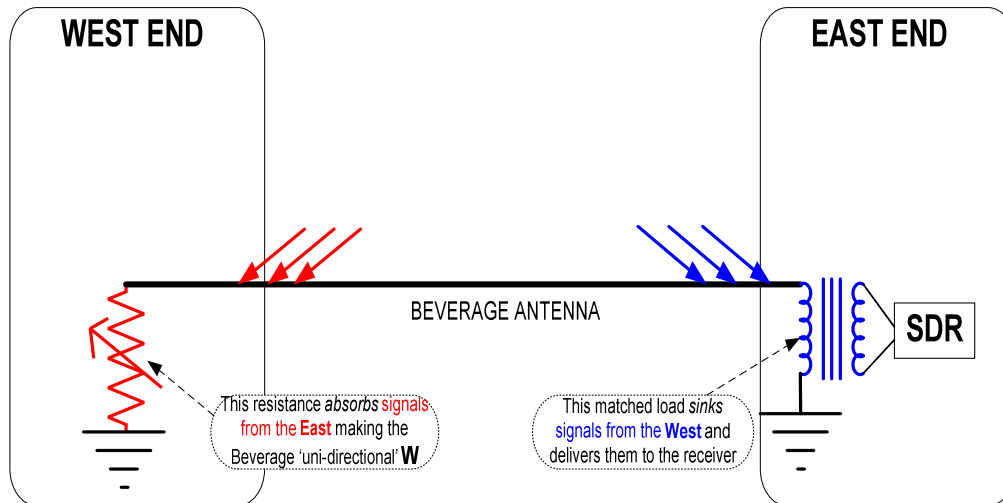 WEST END
EAST END
BEVERAGE ANTENNA
SDR
This resistance absorbs signals
from the East making the
Beverage 'uni-directional' W
This matched load sinks
signals from the West and
delivers them to the receiver